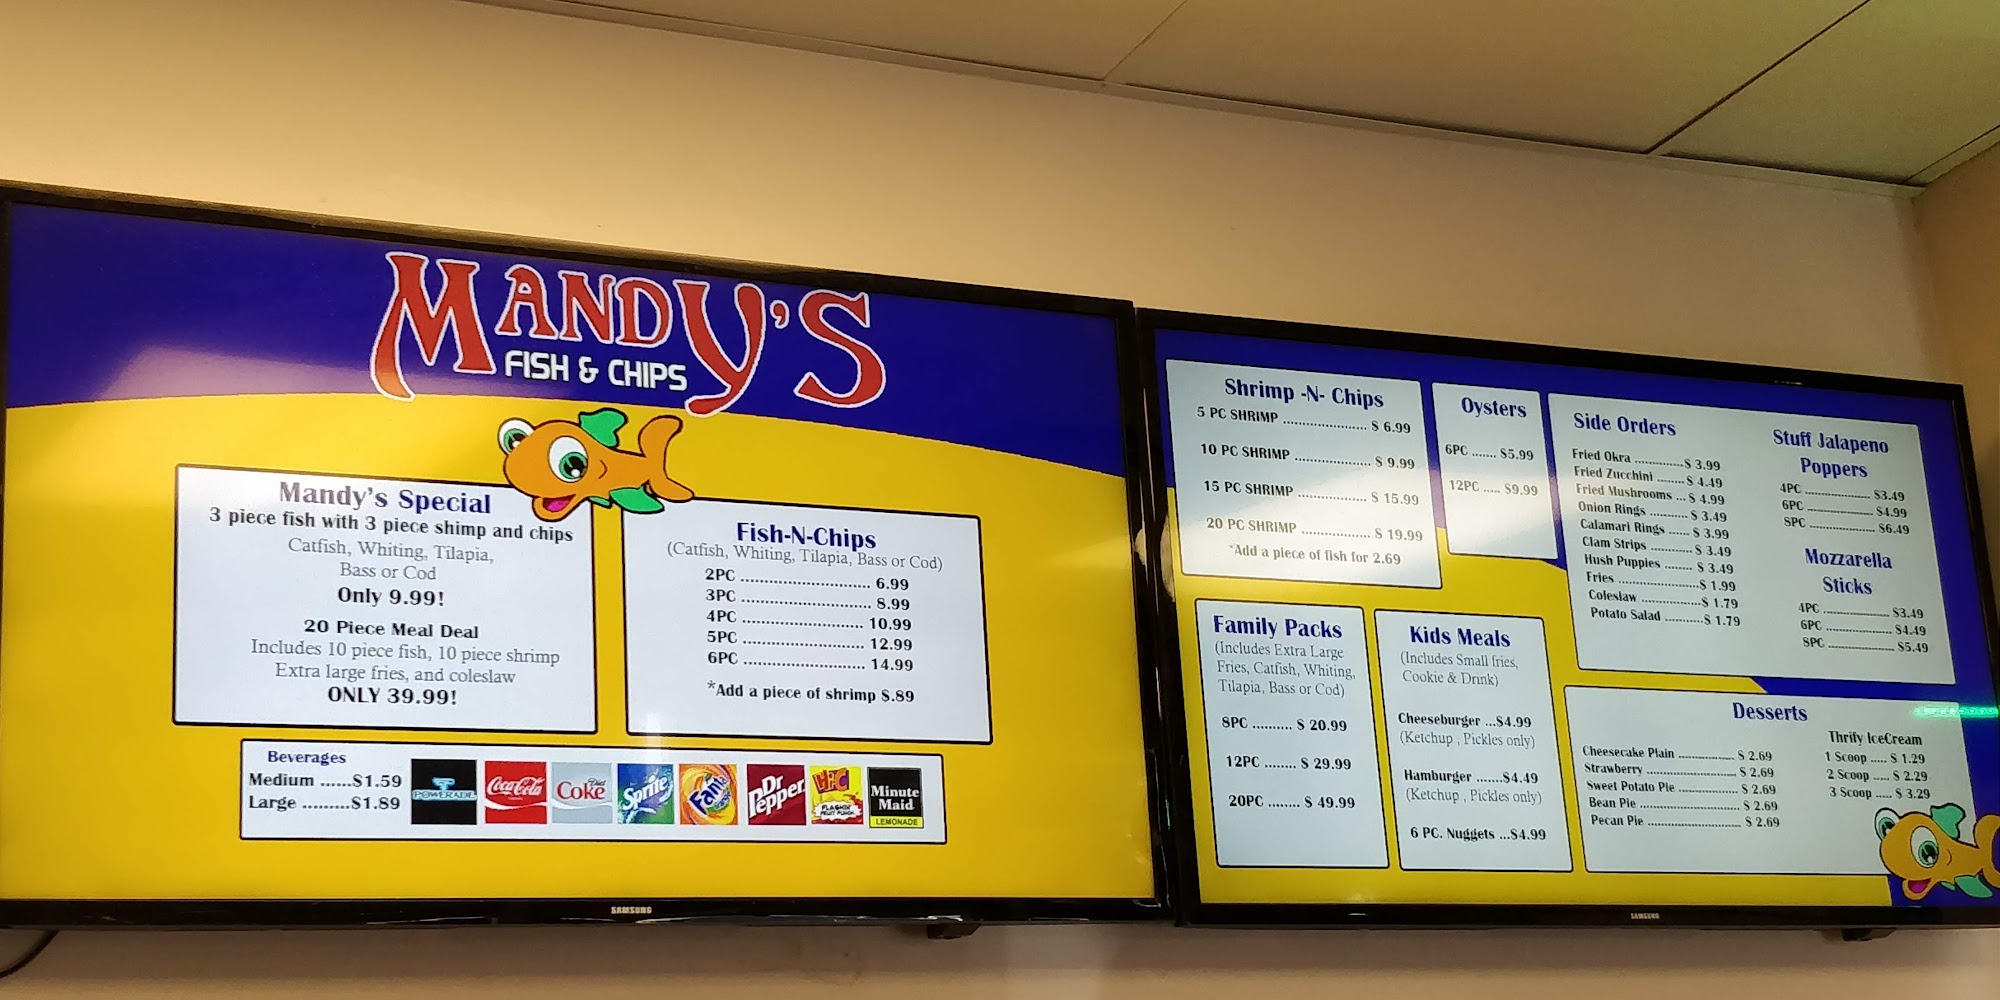 MANDY'S
FISH & CHIPS
Mandy's Special
3 piece fish with 3 piece shimp and chips
Catfish, Whiting, Tilapia,
Bass or Cod
Only 9.99!
20 Piece Meal Deal
Includes 10 piece fish, 10 piece shrimp
Extra large fries, and coleslaw
ONLY 39.99!
Fish-N-Chips
(Catfish, Whiting, Tilapia, Bass or Cod)
2PC .......................... 6.99
3PC .......................... 8.99
4PC ........................ 10.99
5PC ........................ 12.99
6PC ........................ 14.99
*Add a piece of shrimp $.89
Beverages
Medium ......$1.59
Large .........$1.89
POWERADE
Coca-Cola
Diet Coke
Sprite
Fanta
Dr Pepper
HI-C
FLASHIN' FRUIT PUNCH
Minute Maid
LEMONADE
SAMSUNG
Shrimp -N- Chips
5 PC SHRIMP ...................... $ 6.99
10 PC SHRIMP .................... $ 9.99
15 PC SHRIMP .................. $ 15.99
20 PC SHRIMP .................. $ 19.99
*Add a piece of fish for 2.69
Oysters
6PC ....... $5.99
12PC ..... $9.99
Side Orders
Fried Okra .............$ 3.99
Fried Zucchini ........$ 4.49
Fried Mushrooms ...$ 4.99
Onion Rings ..........$ 3.49
Calamari Rings ...... $ 3.99
Clam Strips ............$ 3.49
Hush Puppies ........ $ 3.49
Fries .....................$ 1.99
Coleslaw ................$ 1.79
Potato Salad ..........$ 1.79
Stuff Jalapeno
Poppers
4PC .................... $3.49
6PC .................... $4.99
8PC .................... $6.49
Mozzarella
Sticks
4PC .................... $3.49
6PC .................... $4.49
8PC .................... $5.49
Family Packs
(Includes Extra Large
Fries, Catfish, Whiting,
Tilapia, Bass or Cod)
8PC .......... $ 20.99
12PC ........ $ 29.99
20PC ........ $ 49.99
Kids Meals
(Includes Small fries,
Cookie & Drink)
Cheeseburger ...$4.99
(Ketchup , Pickles only)
Hamburger .......$4.49
(Ketchup , Pickles only)
6 PC. Nuggets ...$4.99
Desserts
Cheesecake Plain ................. $ 2.69
Strawberry ........................... $ 2.69
Sweet Potato Pie .................. $ 2.69
Bean Pie .............................. $ 2.69
Pecan Pie ............................. $ 2.69
Thrify IceCream
1 Scoop ..... $ 1.29
2 Scoop ..... $ 2.29
3 Scoop ..... $ 3.29
SAMSUNG